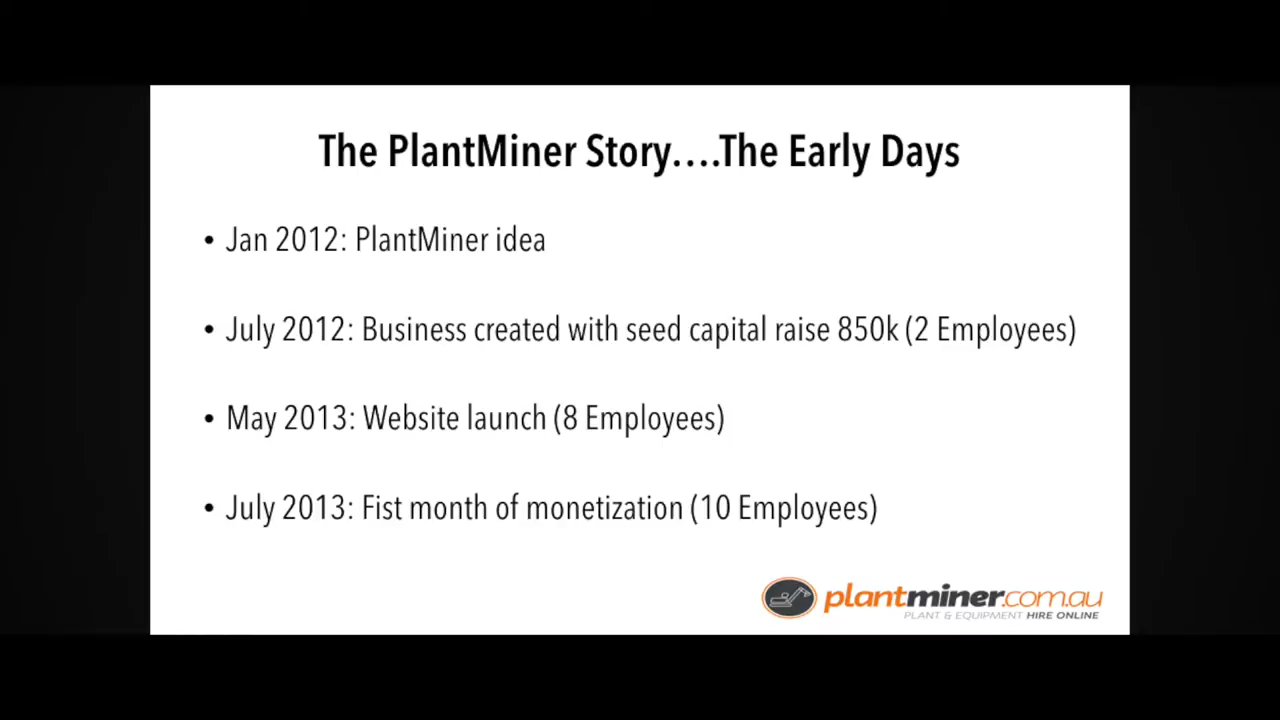 The PlantMiner Story....The Early Days
• Jan 2012: PlantMiner idea
• July 2012: Business created with seed capital raise 850k (2 Employees)
• May 2013: Website launch (8 Employees)
• July 2013: Fist month of monetization (10 Employees)
plantminer.com.au
PLANT & EQUIPMENT HIRE ONLINE